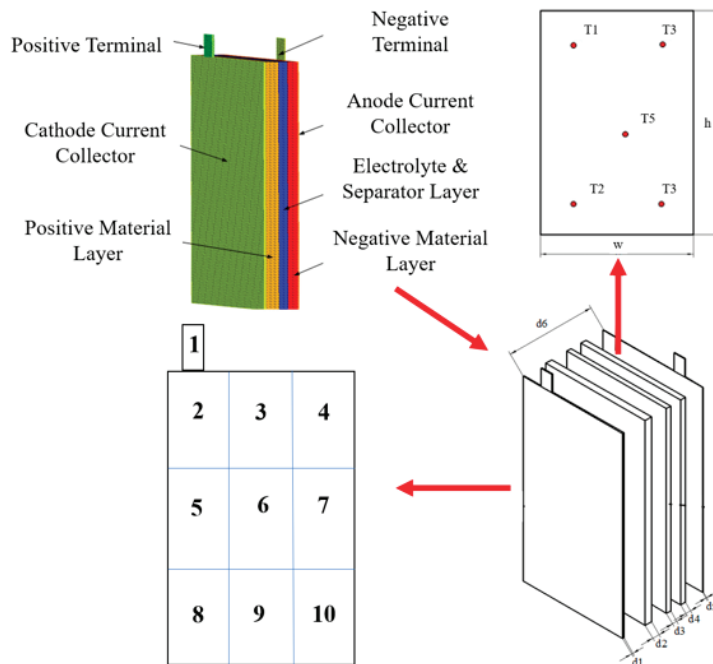 Positive Terminal
Negative
Terminal
Cathode Current
Collector
Anode Current
Collector
Electrolyte &
Separator Layer
Positive Material
Layer
Negative Material
Layer
T1
T3
T5
T2
T3
h
w
d6
d1
d2
d3
d4
1
2 3 4
5 6 7
8 9 10